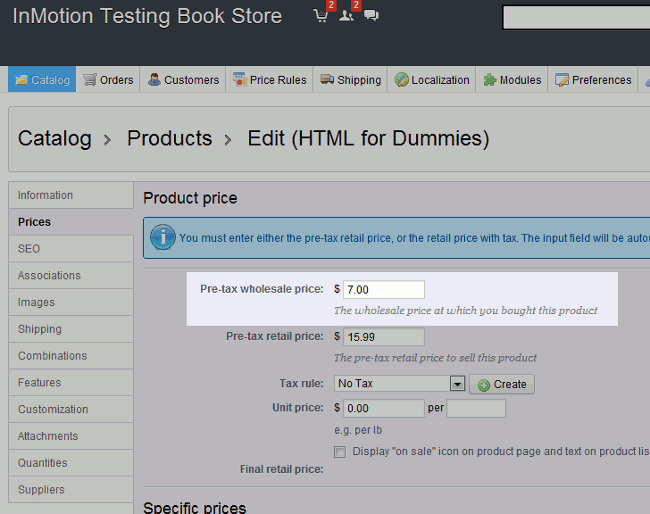 InMotion Testing Book Store 2 2
Catalog Orders Customers Price Rules Shipping Localization Modules Preferences
Catalog > Products > Edit (HTML for Dummies)
Information
Prices
SEO
Associations
Images
Shipping
Combinations
Features
Customization
Attachments
Quantities
Suppliers
Product price
You must enter either the pre-tax retail price, or the retail price with tax. The input field will be
Pre-tax wholesale price: $ 7.00
The wholesale price at which you bought this product
Pre-tax retail price: $ 15.99
The pre-tax retail price to sell this product
Tax rule: No Tax Create
Unit price: $ 0.00 per
e.g. per lb
Display "on sale" icon on product page and text on product
Final retail price:
Specific prices